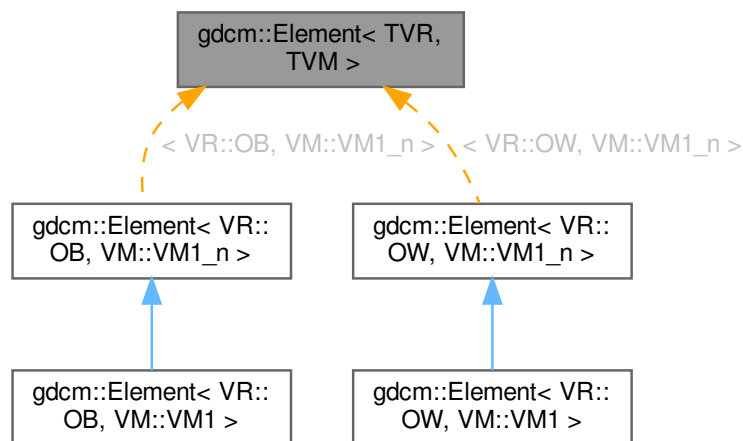 gdcm::Element< TVR,
TVM >
< VR::OB, VM::VM1_n >
< VR::OW, VM::VM1_n >
gdcm::Element< VR::
OB, VM::VM1_n >
gdcm::Element< VR::
OW, VM::VM1_n >
gdcm::Element< VR::
OB, VM::VM1 >
gdcm::Element< VR::
OW, VM::VM1 >